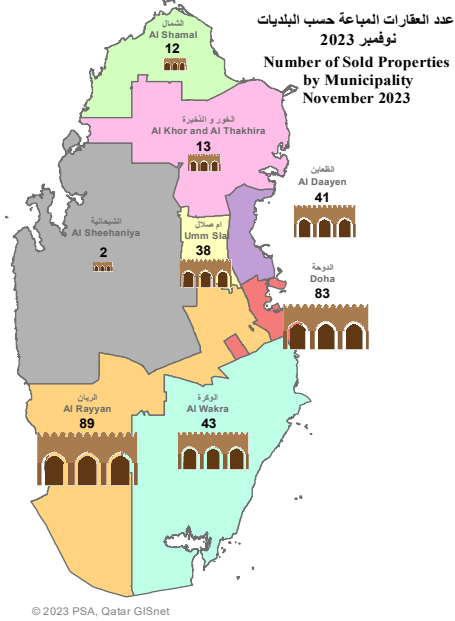 عدد العقارات المباعة حسب البلديات
نوفمبر 2023
Number of Sold Properties
by Municipality
November 2023
الشمال
Al Shamal
12
الخور و الذخيرة
Al Khor and Al Thakhira
13
الظعاين
Al Daayen
41
الشيحانية
Al Sheehaniya
2
ام صلال
Umm Slal
38
الدوحة
Doha
83
الريان
Al Rayyan
89
الوكرة
Al Wakra
43
© 2023 PSA, Qatar GISnet